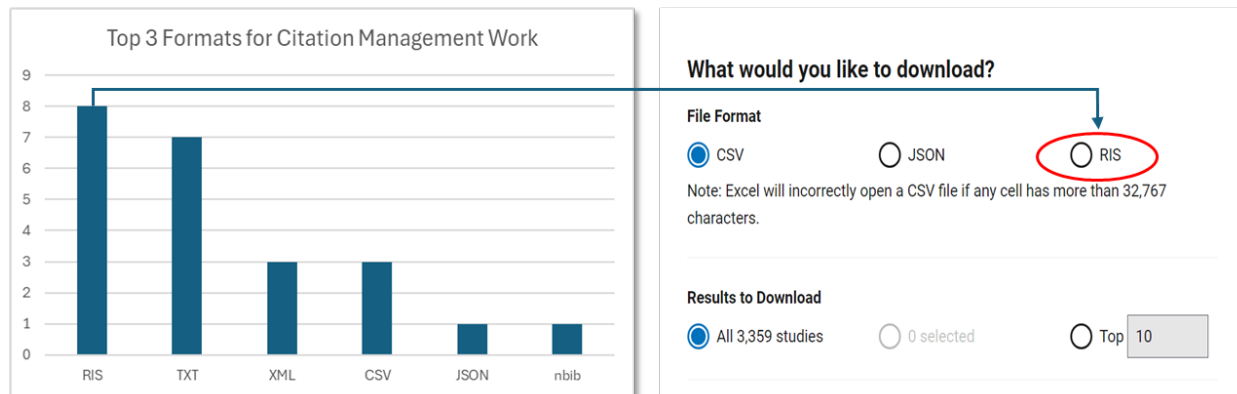 Top 3 Formats for Citation Management Work
9
8
7
6
5
4
3
2
1
0
RIS TXT XML CSV JSON nbib
What would you like to download?
File Format
CSV JSON RIS
Note: Excel will incorrectly open a CSV file if any cell has more than 32,767
characters.
Results to Download
All 3,359 studies 0 selected Top 10